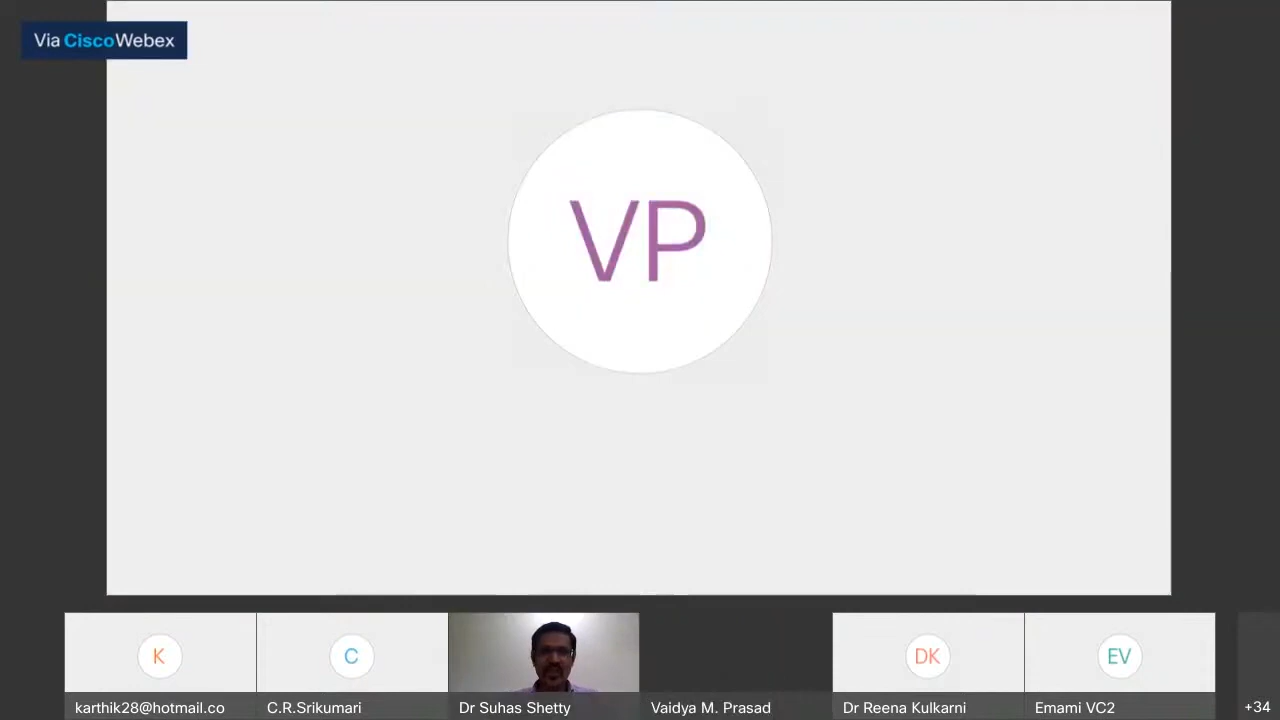 Via CiscoWebex
VP
K
C
DK
EV
karthik28@hotmail.co
C.R.Srikumari
Dr Suhas Shetty
Vaidya M. Prasad
Dr Reena Kulkarni
Emami VC2
+34